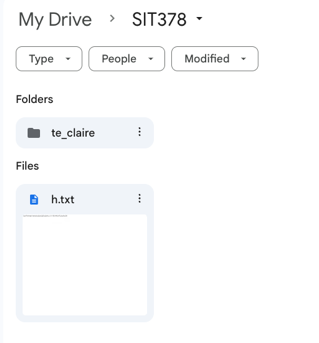 My Drive > SIT378
Type People Modified
Folders
te_claire
Files
h.txt